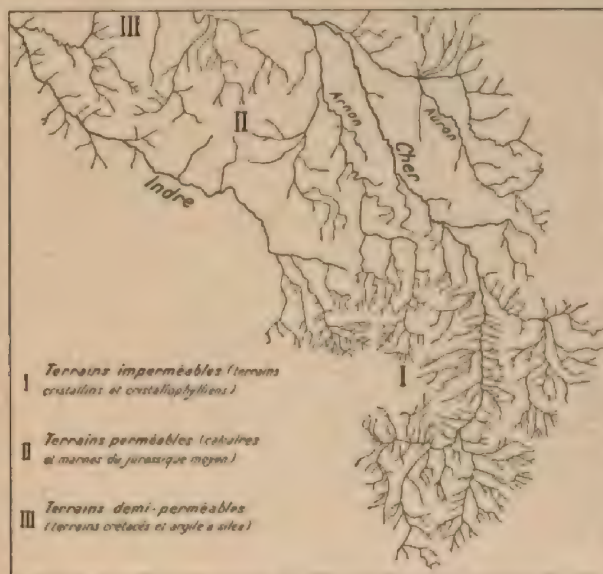 III
II
Arnon
Auron
Cher
Indre
I
I Terrains imperméables (terrains
cristallins et cristallophylliens)
II Terrains perméables (calcaires
et marnes du jurassique moyen)
III Terrains demi-perméables
(terrains crétacés et argile a silex)